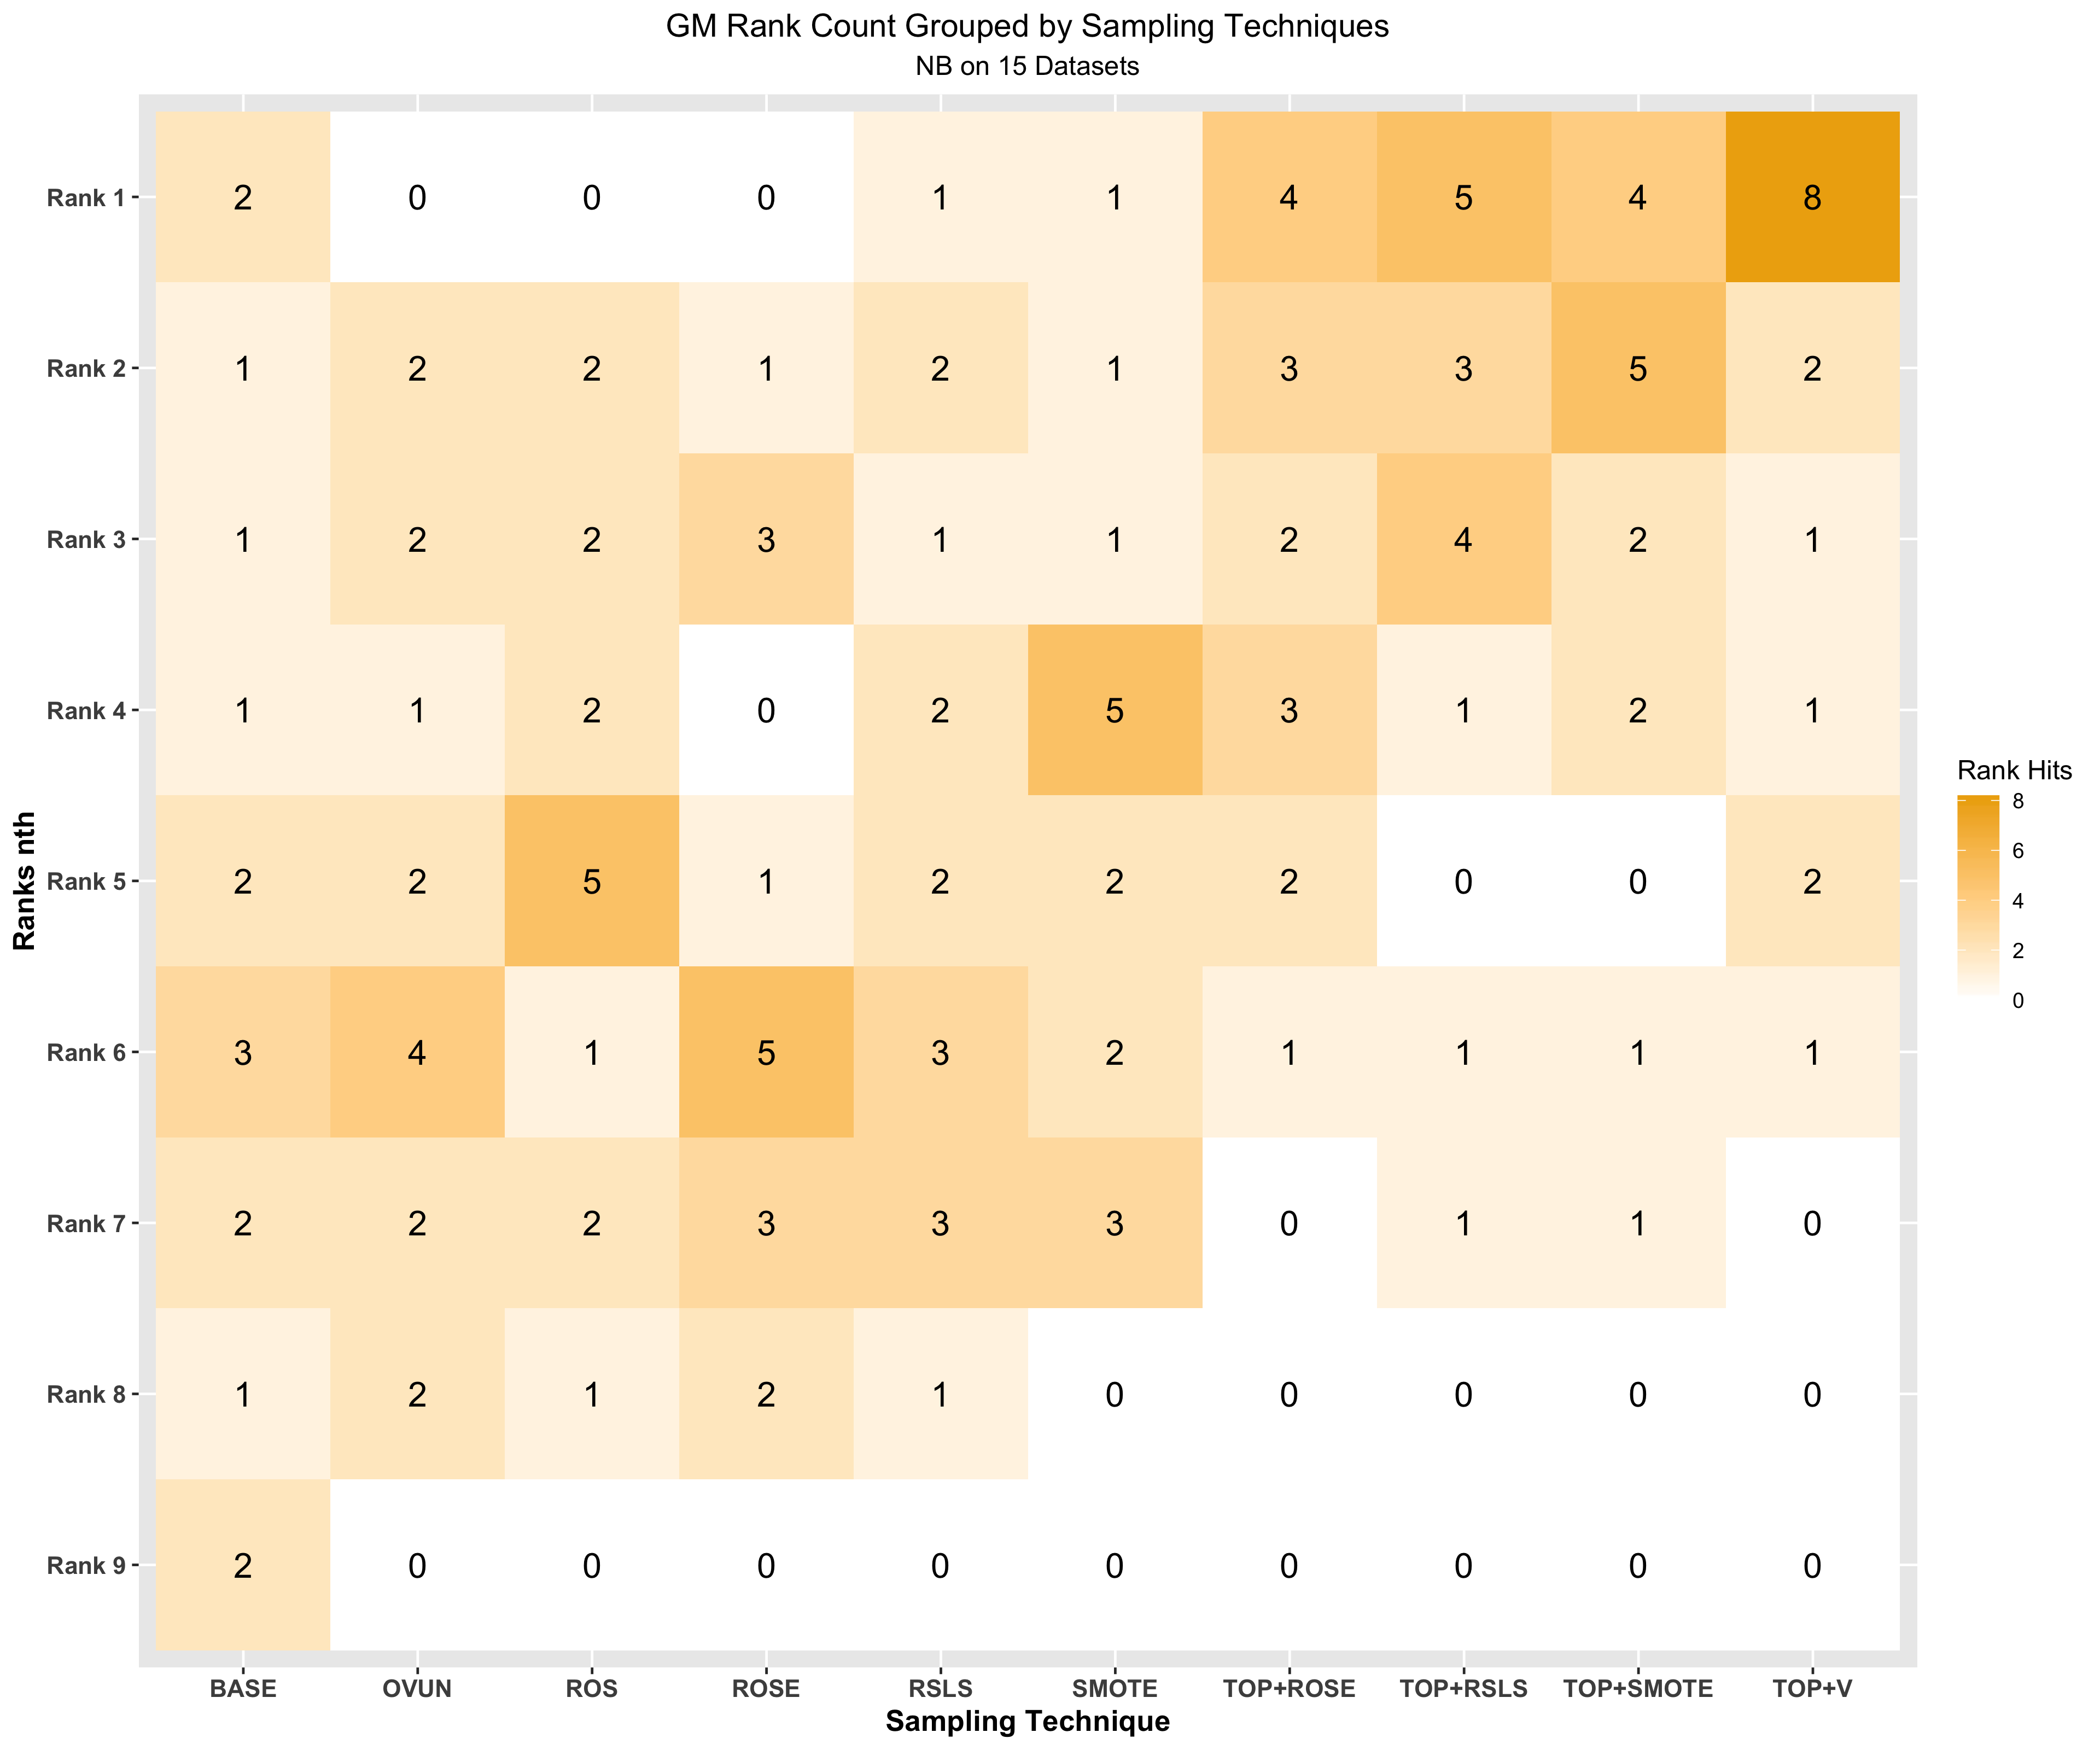 GM Rank Count Grouped by Sampling Techniques
NB on 15 Datasets
Ranks nth
Rank 1 2 0 0 0 1 1 4 5 4 8
Rank 2 1 2 2 1 2 1 3 3 5 2
Rank 3 1 2 2 3 1 1 2 4 2 1
Rank 4 1 1 2 0 2 5 3 1 2 1
Rank 5 2 2 5 1 2 2 2 0 0 2
Rank 6 3 4 1 5 3 2 1 1 1 1
Rank 7 2 2 2 3 3 3 0 1 1 0
Rank 8 1 2 1 2 1 0 0 0 0 0
Rank 9 2 0 0 0 0 0 0 0 0 0
BASE OVUN ROS ROSE RSLS SMOTE TOP+ROSE TOP+RSLS TOP+SMOTE TOP+V
Sampling Technique
Rank Hits
8
6
4
2
0